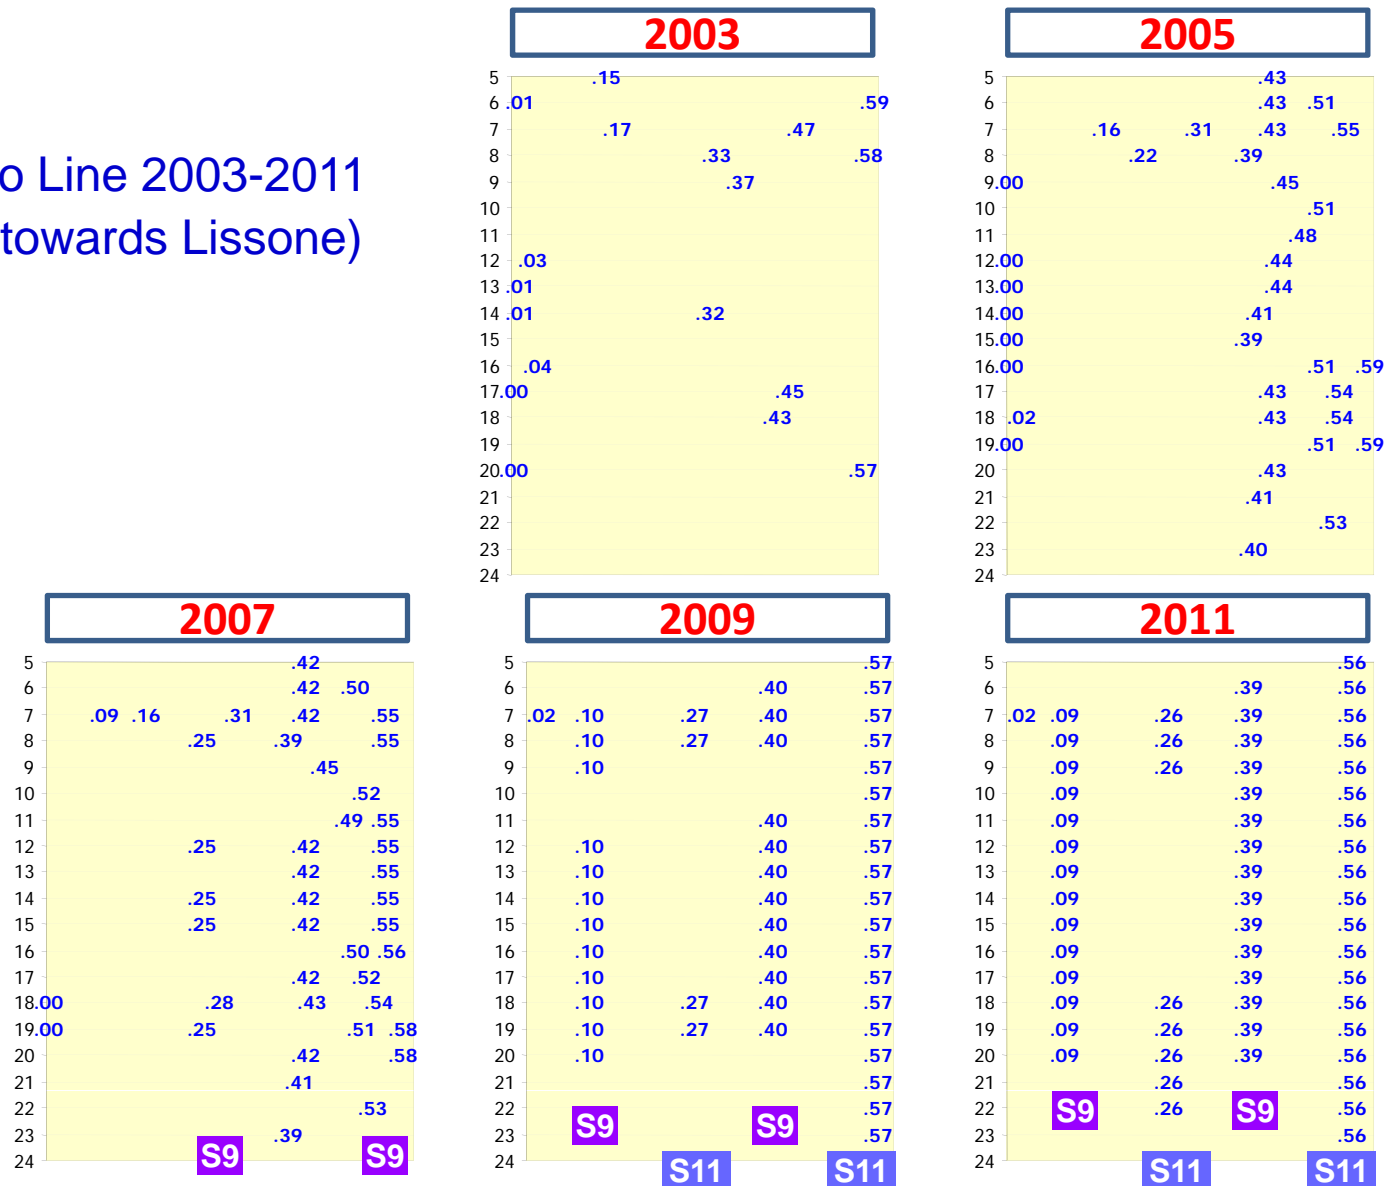 o Line 2003-2011
towards Lissone)
2003
5 .15
6 .01 .59
7 .17 .47
8 .33 .58
9 .37
10
11
12 .03
13 .01
14 .01 .32
15
16 .04
17 .00 .45
18 .43
19
20 .00 .57
21
22
23
24
2005
5 .43
6 .43 .51
7 .16 .31 .43 .55
8 .22 .39
9 .00 .45
10 .51
11 .48
12 .00 .44
13 .00 .44
14 .00 .41
15 .00 .39
16 .00 .51 .59
17 .43 .54
18 .02 .43 .54
19 .00 .51 .59
20 .43
21 .41
22 .53
23 .40
24
2007
5 .42
6 .42 .50
7 .09 .16 .31 .42 .55
8 .25 .39 .55
9 .45
10 .52
11 .49 .55
12 .25 .42 .55
13 .42 .55
14 .25 .42 .55
15 .25 .42 .55
16 .50 .56
17 .42 .52
18 .00 .28 .43 .54
19 .00 .25 .51 .58
20 .42 .58
21 .41
22 .53
23 .39
24
S9 S9
2009
5 .57
6 .40 .57
7 .02 .10 .27 .40 .57
8 .10 .27 .40 .57
9 .10 .57
10 .57
11 .40 .57
12 .10 .40 .57
13 .10 .40 .57
14 .10 .40 .57
15 .10 .40 .57
16 .10 .40 .57
17 .10 .40 .57
18 .10 .27 .40 .57
19 .10 .27 .40 .57
20 .10 .57
21 .57
22 .57
23 .57
24
S9 S9
S11 S11
2011
5 .56
6 .39 .56
7 .02 .09 .26 .39 .56
8 .09 .26 .39 .56
9 .09 .26 .39 .56
10 .09 .39 .56
11 .09 .39 .56
12 .09 .39 .56
13 .09 .39 .56
14 .09 .39 .56
15 .09 .39 .56
16 .09 .39 .56
17 .09 .39 .56
18 .09 .26 .39 .56
19 .09 .26 .39 .56
20 .09 .26 .39 .56
21 .26 .56
22 .26 .56
23 .56
24
S9 S9
S11 S11